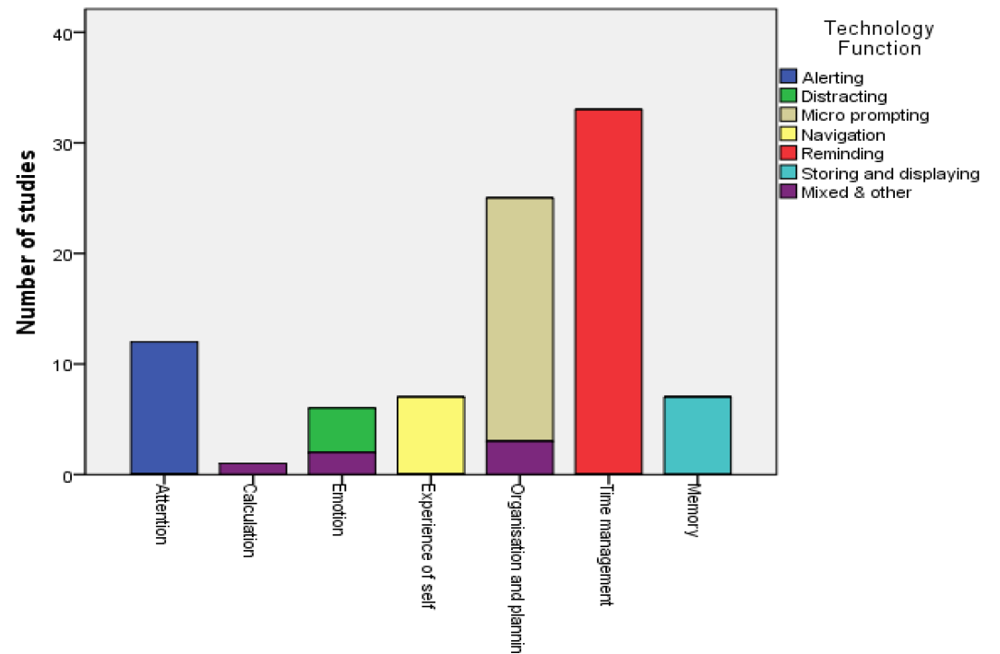 Technology
Function
Alerting
Distracting
Micro prompting
Navigation
Reminding
Storing and displaying
Mixed & other
Number of studies
40
30
20
10
0
Attention
Calculation
Emotion
Experience of self
Organisation and plannin
Time management
Memory